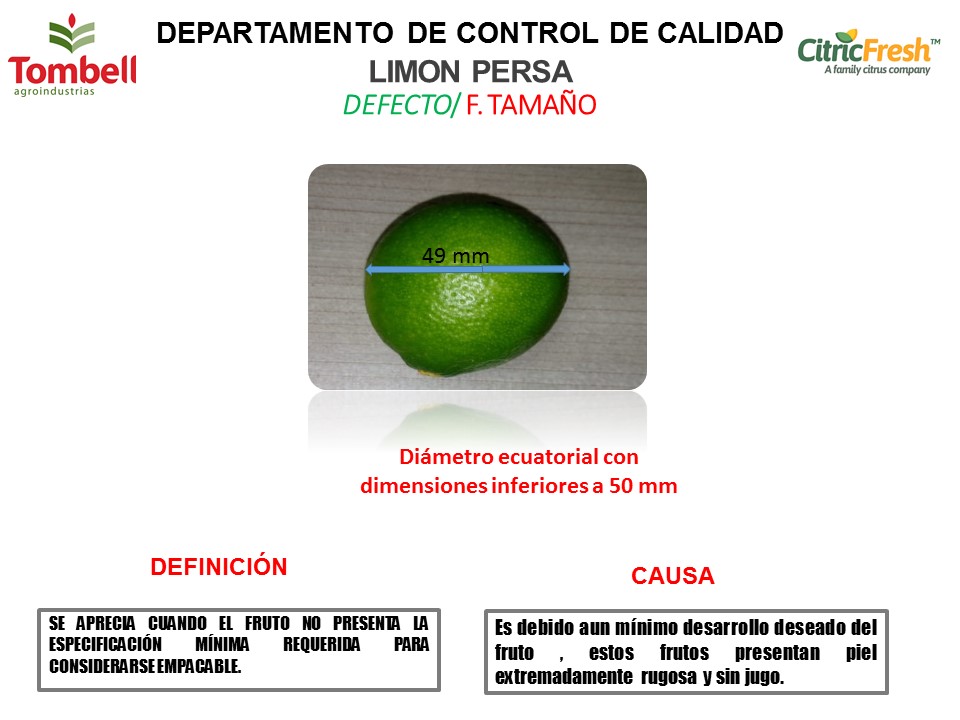 DEPARTAMENTO DE CONTROL DE CALIDAD
Tombell
agroindustrias
CitricFresh™
A family citrus company
LIMON PERSA
DEFECTO/ F. TAMAÑO
49 mm
Diámetro ecuatorial con
dimensiones inferiores a 50 mm
DEFINICIÓN
SE APRECIA CUANDO EL FRUTO NO PRESENTA LA
ESPECIFICACIÓN MÍNIMA REQUERIDA PARA
CONSIDERARSE EMPACABLE.
CAUSA
Es debido aun mínimo desarrollo deseado del
fruto , estos frutos presentan piel
extremadamente rugosa y sin jugo.